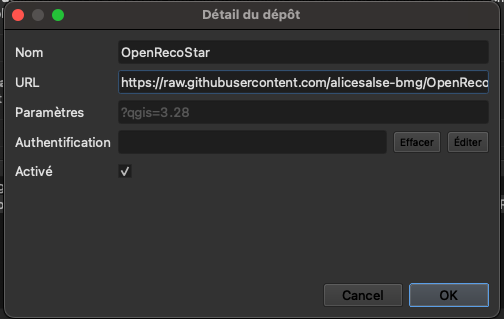 Détail du dépôt
Nom OpenRecoStar
URL https://raw.githubusercontent.com/alicesalse-bmg/OpenReco
Paramètres ?qgis=3.28
Authentification Effacer Éditer
Activé
Cancel OK